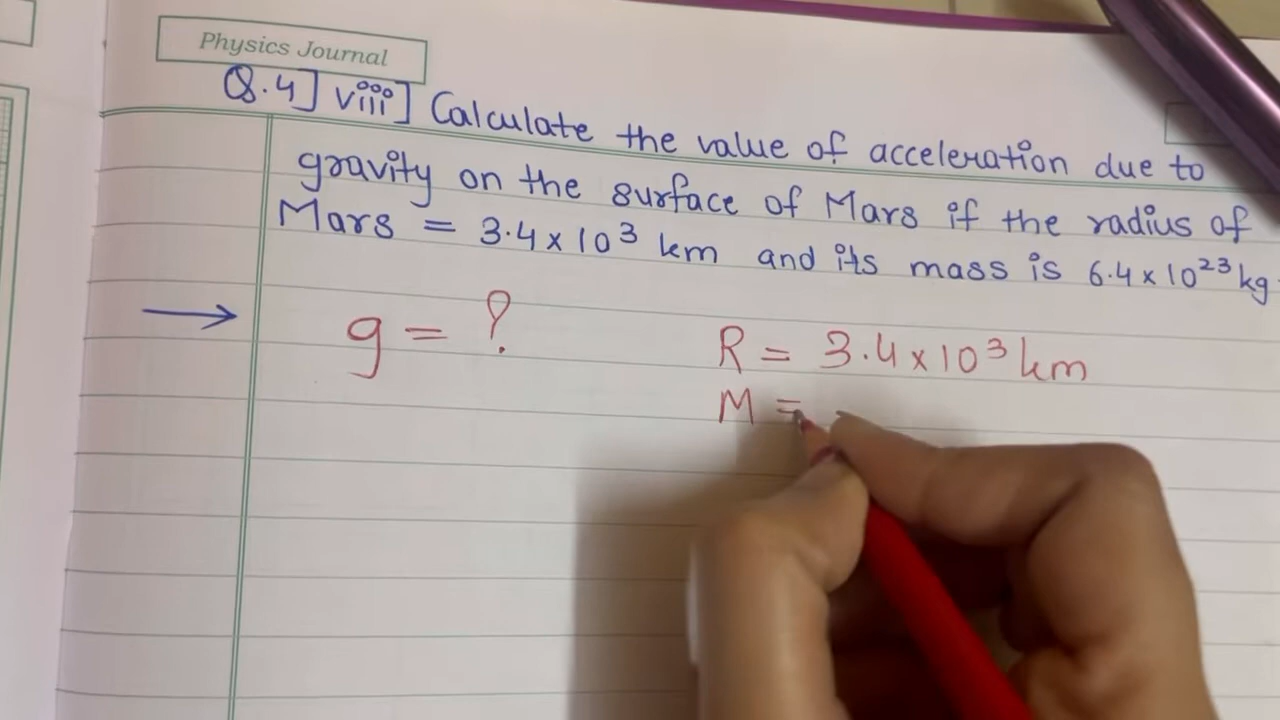 Physics Journal
Q.4] viii] Calculate the value of acceleration due to
gravity on the surface of Mars if the radius of
Mars = 3.4 x 10³ km and its mass is 6.4 x 10²³ kg.
→ g = ? R = 3.4 x 10³ km
M =